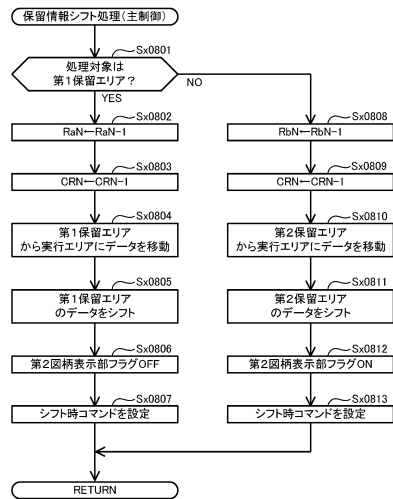 保留情報シフト処理(主制御)
Sx0801
処理対象は
第1保留エリア?
NO
YES
Sx0802
RaN←RaN-1
Sx0803
CRN←CRN-1
Sx0804
第1保留エリア
から実行エリアにデータを移動
Sx0805
第1保留エリア
のデータをシフト
Sx0806
第2図柄表示部フラグOFF
Sx0807
シフト時コマンドを設定
Sx0808
RbN←RbN-1
Sx0809
CRN←CRN-1
Sx0810
第2保留エリア
から実行エリアにデータを移動
Sx0811
第2保留エリア
のデータをシフト
Sx0812
第2図柄表示部フラグON
Sx0813
シフト時コマンドを設定
RETURN